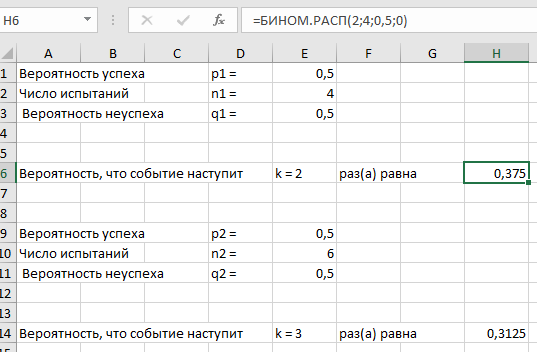 H6 =БИНОМ.РАСП(2;4;0,5;0)
A B C D E F G H
1 Вероятность успеха p1 = 0,5
2 Число испытаний n1 = 4
3 Вероятность неуспеха q1 = 0,5
4
5
6 Вероятность, что событие наступит k = 2 раз(а) равна 0,375
7
8
9 Вероятность успеха p2 = 0,5
10 Число испытаний n2 = 6
11 Вероятность неуспеха q2 = 0,5
12
13
14 Вероятность, что событие наступит k = 3 раз(а) равна 0,3125